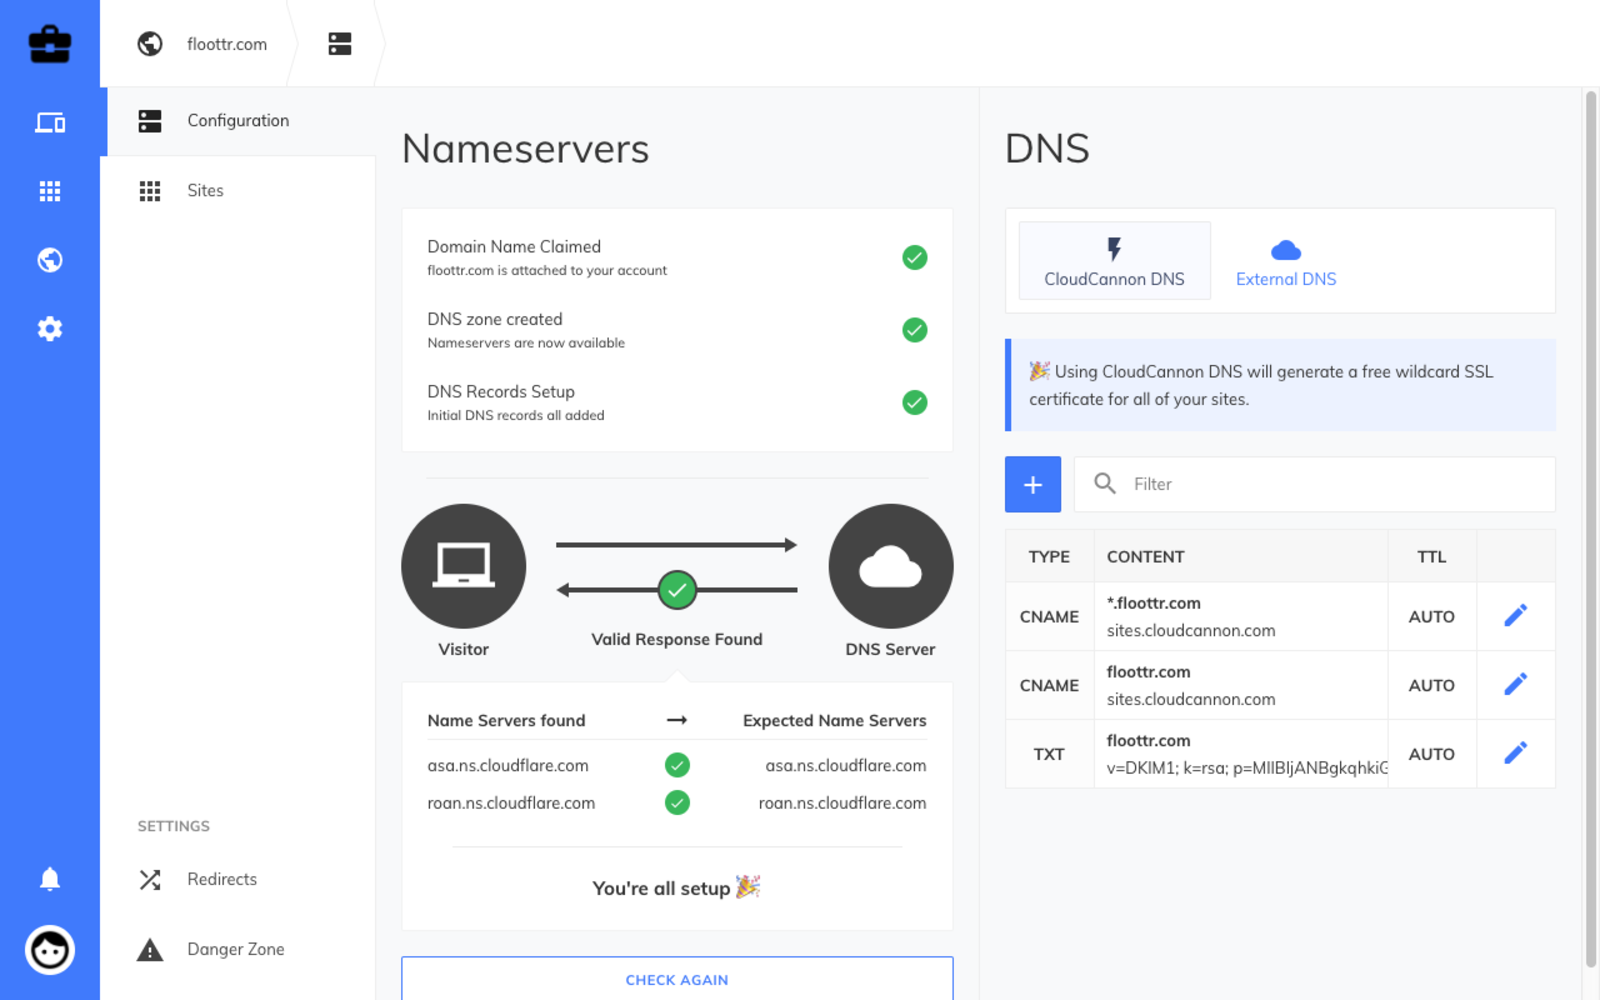 floottr.com
Configuration
Sites
SETTINGS
Redirects
Danger Zone
Nameservers
Domain Name Claimed
floottr.com is attached to your account
DNS zone created
Nameservers are now available
DNS Records Setup
Initial DNS records all added
Visitor
Valid Response Found
DNS Server
Name Servers found Expected Name Servers
asa.ns.cloudflare.com asa.ns.cloudflare.com
roan.ns.cloudflare.com roan.ns.cloudflare.com
You're all setup 🎉
CHECK AGAIN
DNS
CloudCannon DNS
External DNS
🎉 Using CloudCannon DNS will generate a free wildcard SSL
certificate for all of your sites.
+
Filter
TYPE CONTENT TTL
CNAME *.floottr.com AUTO
sites.cloudcannon.com
CNAME floottr.com AUTO
sites.cloudcannon.com
TXT floottr.com AUTO
v=DKIM1; k=rsa; p=MIIBIjANBgkqhkiG